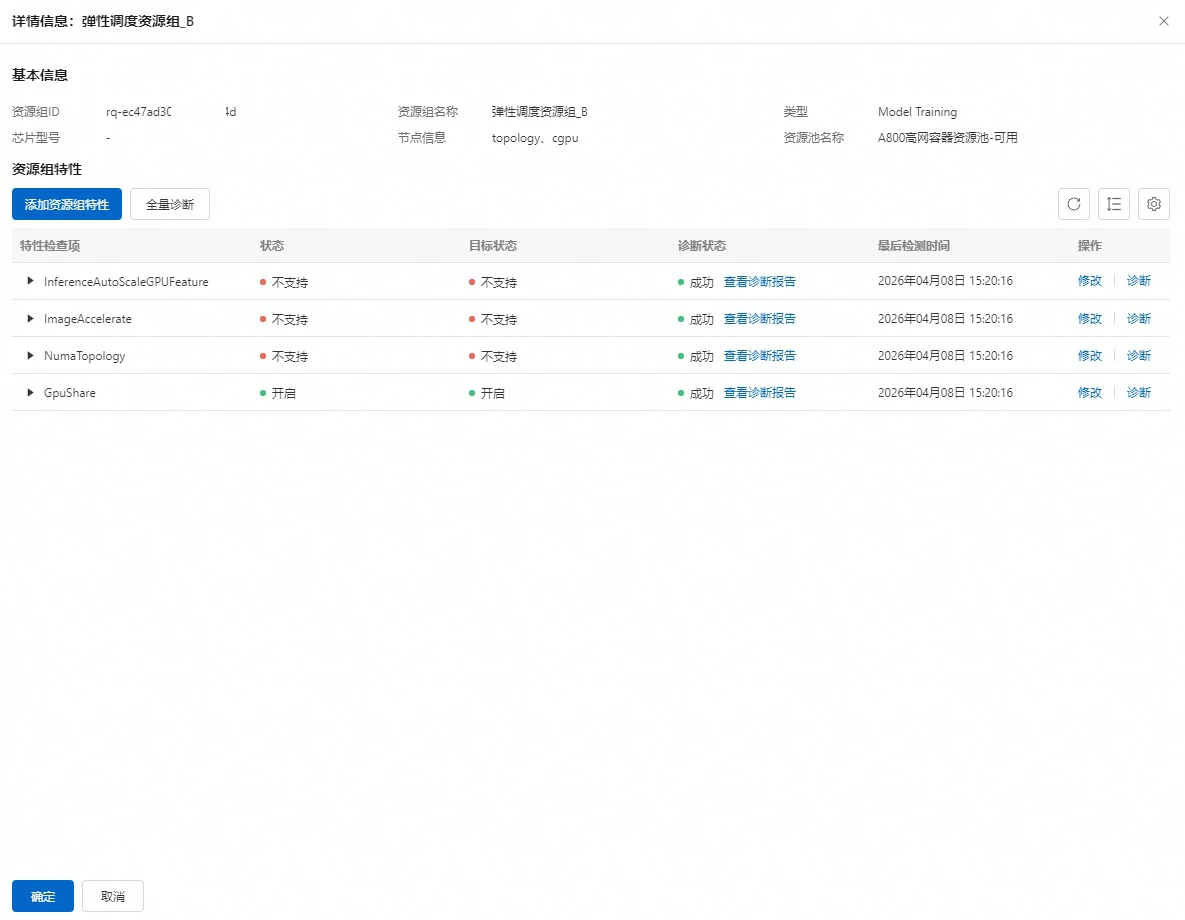 详情信息：弹性调度资源组_B
基本信息
资源组ID rq-ec47ad30 4d 资源组名称 弹性调度资源组_B 类型 Model Training
芯片型号 - 节点信息 topology、cgpu 资源池名称 A800高网容器资源池-可用
资源组特性
添加资源组特性 全量诊断
特性检查项 状态 目标状态 诊断状态 最后检测时间 操作
InferenceAutoScaleGPUFeature 不支持 不支持 成功 查看诊断报告 2026年04月08日 15:20:16 修改 诊断
ImageAccelerate 不支持 不支持 成功 查看诊断报告 2026年04月08日 15:20:16 修改 诊断
NumaTopology 不支持 不支持 成功 查看诊断报告 2026年04月08日 15:20:16 修改 诊断
GpuShare 开启 开启 成功 查看诊断报告 2026年04月08日 15:20:16 修改 诊断
确定 取消